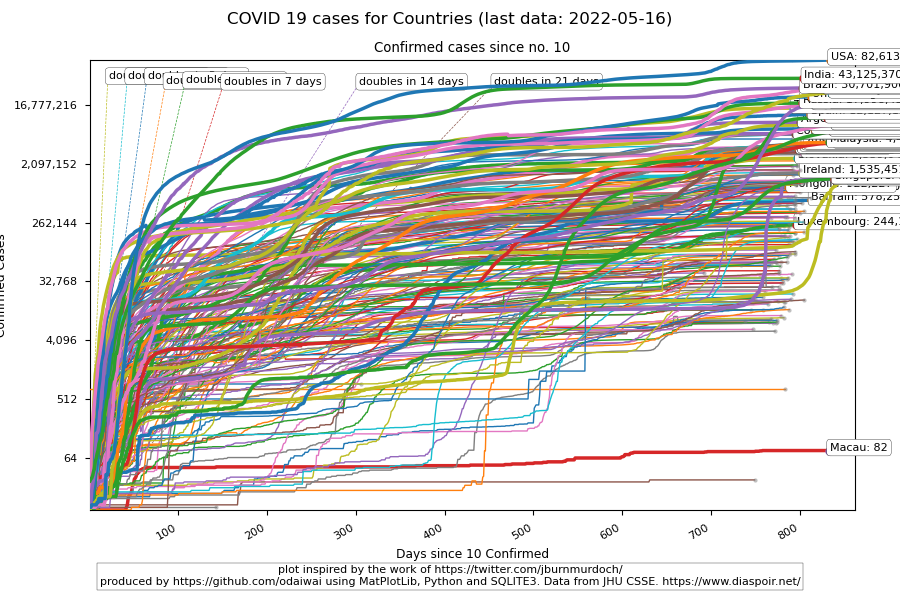 COVID 19 cases for Countries (last data: 2022-05-16)
Confirmed cases since no. 10
USA: 82,613
India: 43,125,370
doubles in 7 days
doubles in 14 days
doubles in 21 days
16,777,216
2,097,152
Ireland: 1,535,45
Bahrain: 578,25
262,144
Luxembourg: 244,
32,768
4,096
512
64
Macau: 82
Confirmed Cases
100
200
300
400
500
600
700
800
Days since 10 Confirmed
plot inspired by the work of https://twitter.com/jburnmurdoch/
produced by https://github.com/odaiwai using MatPlotLib, Python and SQLITE3. Data from JHU CSSE. https://www.diaspoir.net/